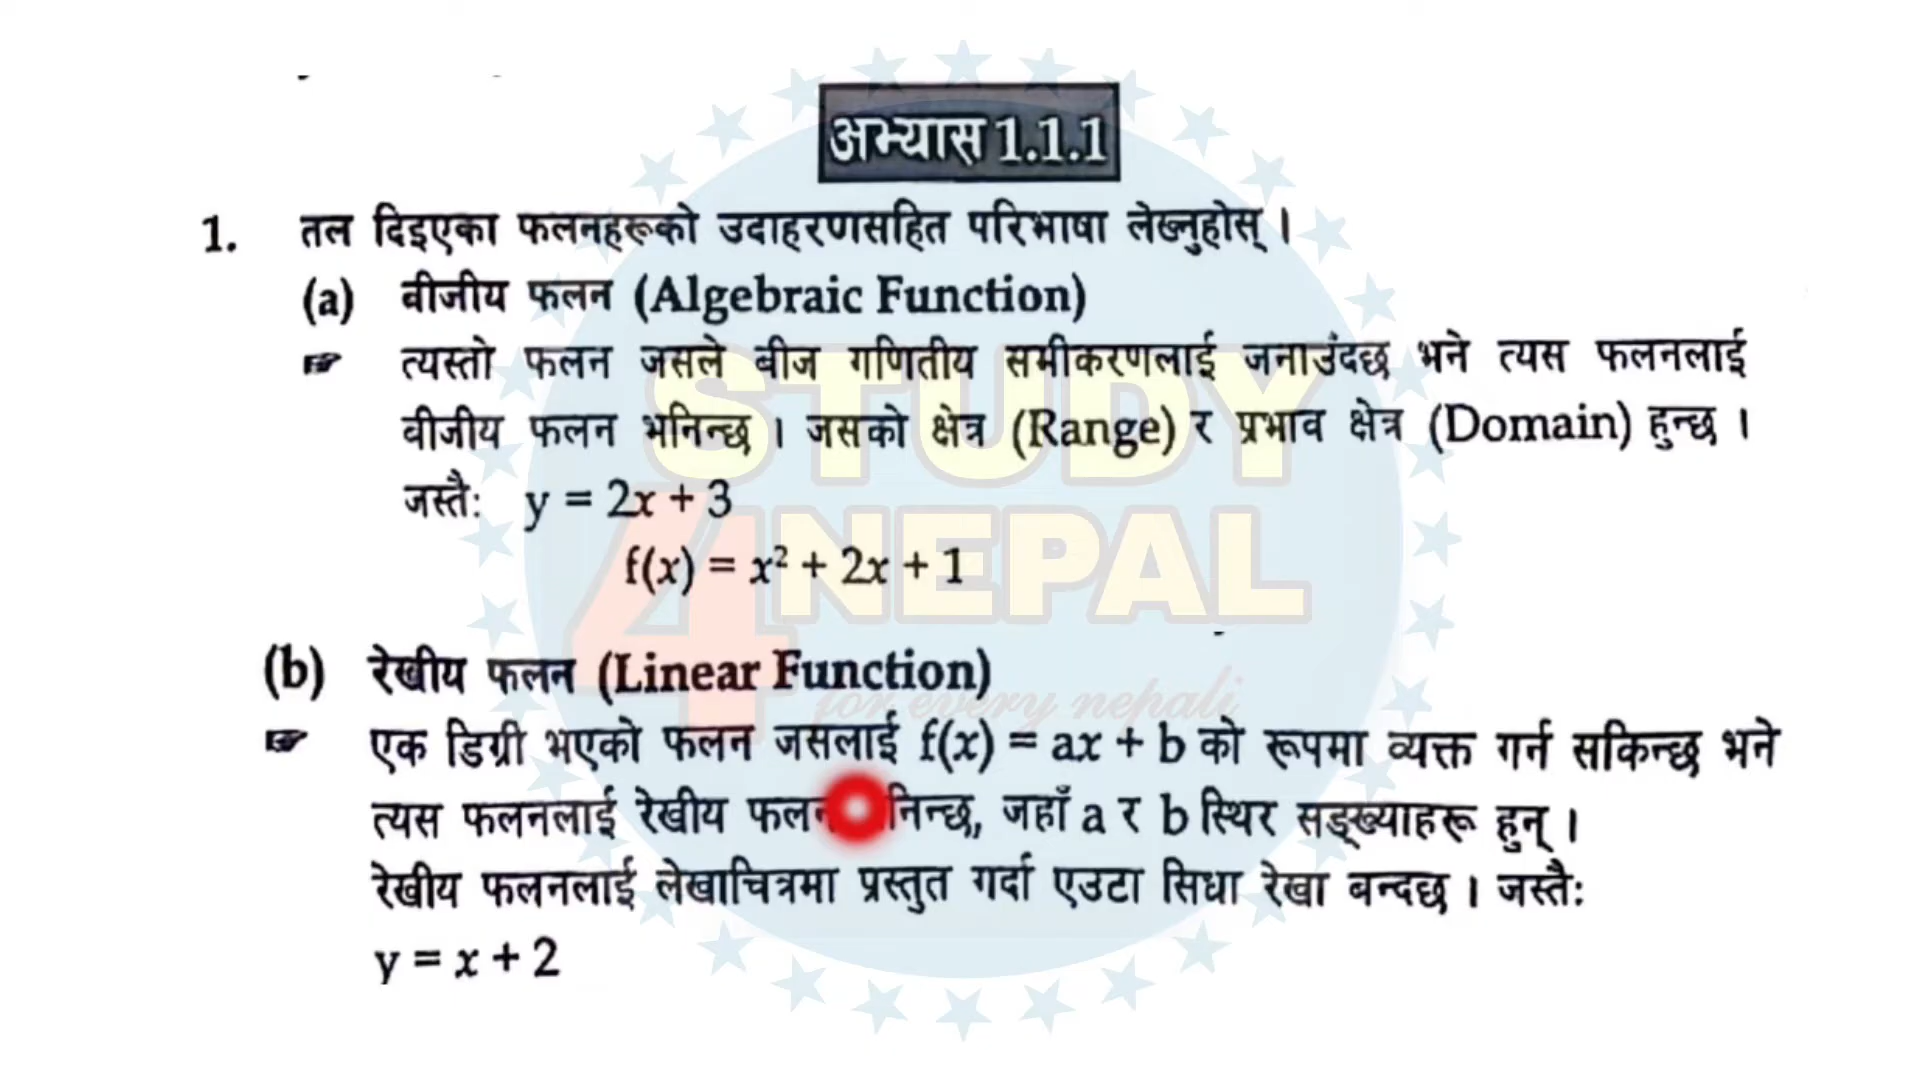 अभ्यास 1.1.1
1. तल दिइएका फलनहरूको उदाहरणसहित परिभाषा लेख्नुहोस् ।
(a) वीजीय फलन (Algebraic Function)
☞ त्यस्तो फलन जसले बीज गणितीय समीकरणलाई जनाउंदछ भने त्यस फलनलाई
वीजीय फलन भनिन्छ । जसको क्षेत्र (Range) र प्रभाव क्षेत्र (Domain) हुन्छ ।
जस्तैः y = 2x + 3
f(x) = x² + 2x + 1
(b) रेखीय फलन (Linear Function)
☞ एक डिग्री भएको फलन जसलाई f(x) = ax + b को रूपमा व्यक्त गर्न सकिन्छ भने
त्यस फलनलाई रेखीय फलन निन्छ, जहाँ a र b स्थिर सङ्ख्याहरू हुन् ।
रेखीय फलनलाई लेखाचित्रमा प्रस्तुत गर्दा एउटा सिधा रेखा बन्दछ । जस्तैः
y = x + 2
STUDY
4 NEPAL
for every nepali